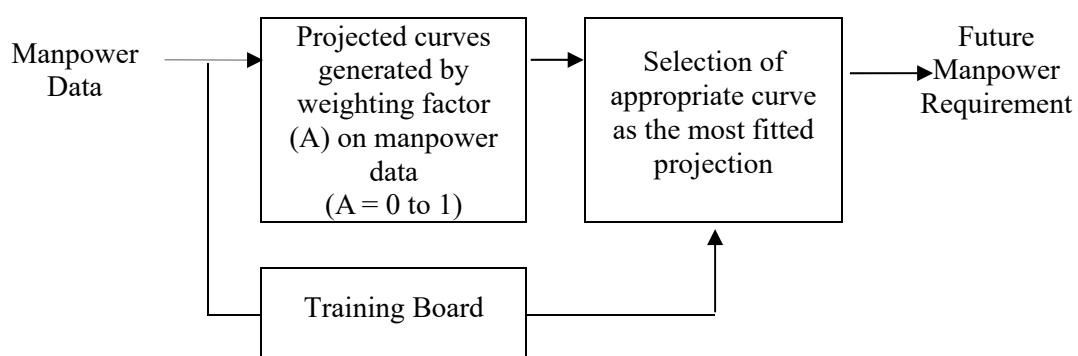 Manpower
Data
Projected curves
generated by
weighting factor
(A) on manpower
data
(A = 0 to 1)
Selection of
appropriate curve
as the most fitted
projection
Future
Manpower
Requirement
Training Board